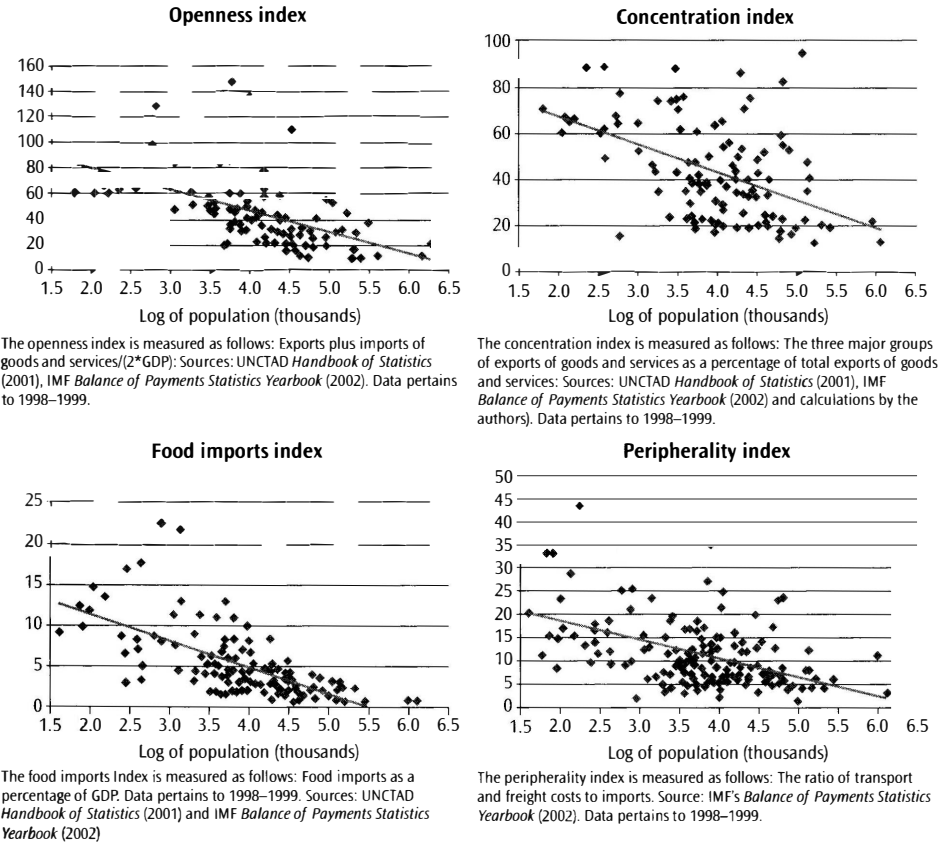 Openness index
160
140
120
100
80
60
40
20
0
1.5 2.0 2.5 3.0 3.5 4.0 4.5 5.0 5.5 6.0 6.5
Log of population (thousands)
The openness index is measured as follows: Exports plus imports of
goods and services/(2*GDP): Sources: UNCTAD Handbook of Statistics
(2001), IMF Balance of Payments Statistics Yearbook (2002). Data pertains
to 1998–1999.
Concentration index
100
80
60
40
20
0
1.5 2.0 2.5 3.0 3.5 4.0 4.5 5.0 5.5 6.0 6.5
Log of population (thousands)
The concentration index is measured as follows: The three major groups
of exports of goods and services as a percentage of total exports of goods
and services: Sources: UNCTAD Handbook of Statistics (2001), IMF
Balance of Payments Statistics Yearbook (2002) and calculations by the
authors). Data pertains to 1998–1999.
Food imports index
25
20
15
10
5
0
1.5 2.0 2.5 3.0 3.5 4.0 4.5 5.0 5.5 6.0 6.5
Log of population (thousands)
The food imports Index is measured as follows: Food imports as a
percentage of GDP. Data pertains to 1998–1999. Sources: UNCTAD
Handbook of Statistics (2001) and IMF Balance of Payments Statistics
Yearbook (2002)
Peripherality index
50
45
40
35
30
25
20
15
10
5
0
1.5 2.0 2.5 3.0 3.5 4.0 4.5 5.0 5.5 6.0 6.5
Log of population (thousands)
The peripherality index is measured as follows: The ratio of transport
and freight costs to imports. Source: IMF's Balance of Payments Statistics
Yearbook (2002). Data pertains to 1998–1999.